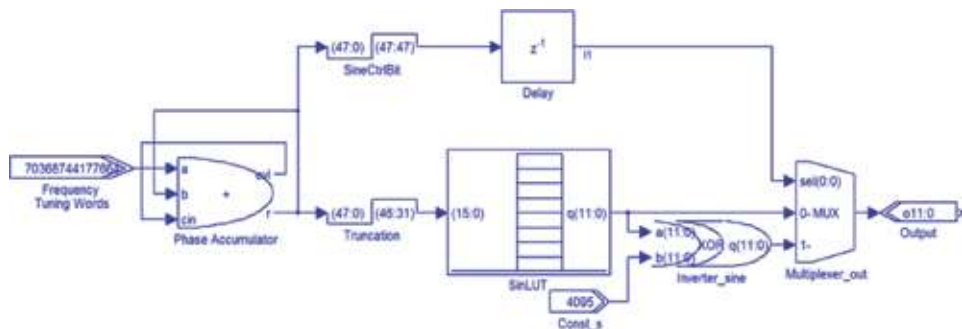 (47:0) (47:47)
SineCtrlBit
z⁻¹
Delay
i1
Frequency
Tuning Words
a
b
cin
+
ovl
r
Phase Accumulator
(47:0) (46:31)
Truncation
(15:0)
q(11:0)
SinLUT
4095
Const_s
a(11:0)
b(11:0)
XOR
q(11:0)
Inverter_sine
sel(0:0)
0- MUX
1-
Multiplexer_out
o11:0
Output